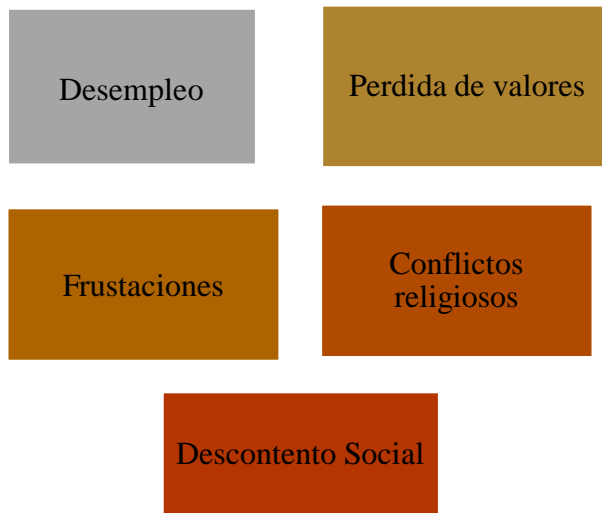 Desempleo
Perdida de valores
Frustaciones
Conflictos
religiosos
Descontento Social